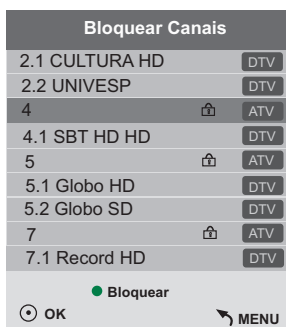 Bloquear Canais
2.1 CULTURA HD DTV
2.2 UNIVESP DTV
4 ATV
4.1 SBT HD HD DTV
5 ATV
5.1 Globo HD DTV
5.2 Globo SD DTV
7 ATV
7.1 Record HD DTV
Bloquear
OK MENU